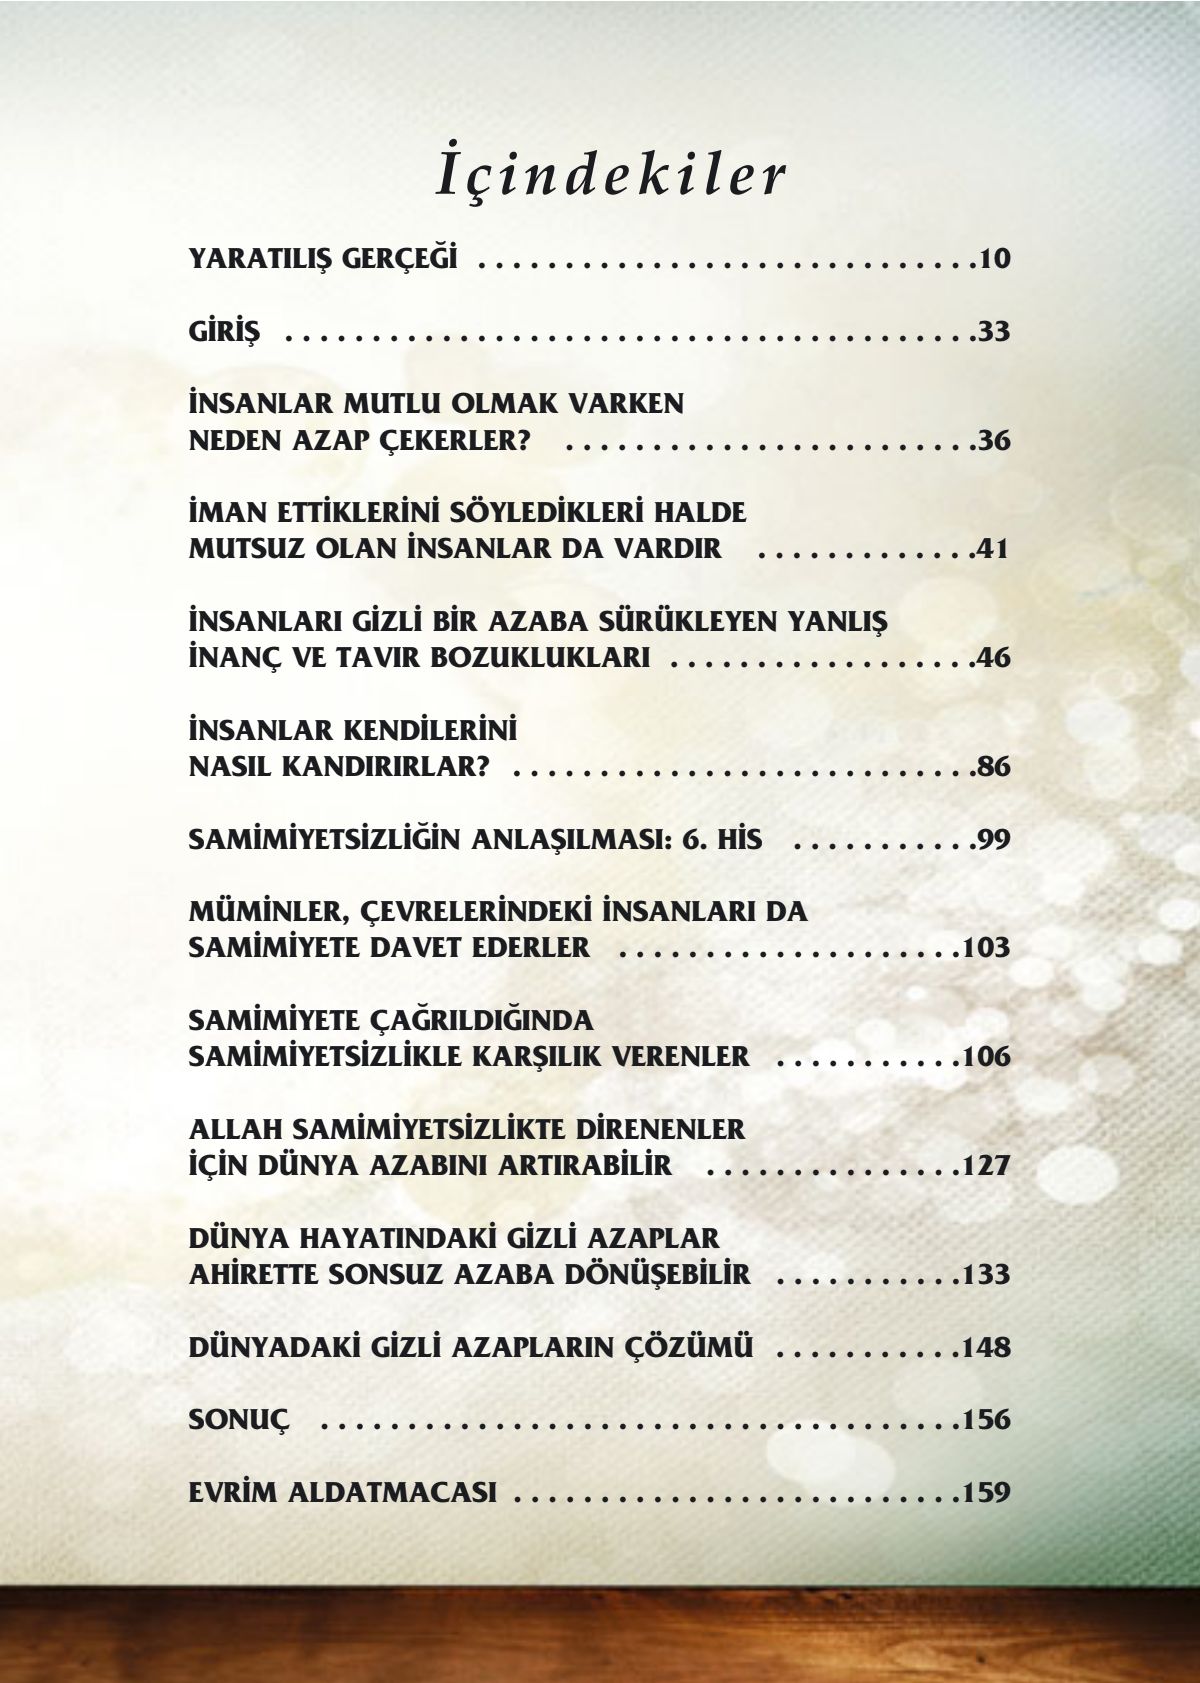 İçindekiler
YARATILIŞ GERÇEĞİ . . . . . . . . . . . . . . . . . . . . . . . . . . . . .10
GİRİŞ . . . . . . . . . . . . . . . . . . . . . . . . . . . . . . . . . . . . . . . .33
İNSANLAR MUTLU OLMAK VARKEN
NEDEN AZAP ÇEKERLER? . . . . . . . . . . . . . . . . . . . . . . . .36
İMAN ETTİKLERİNİ SÖYLEDİKLERİ HALDE
MUTSUZ OLAN İNSANLAR DA VARDIR . . . . . . . . . . . . .41
İNSANLARI GİZLİ BİR AZABA SÜRÜKLEYEN YANLIŞ
İNANÇ VE TAVIR BOZUKLUKLARI . . . . . . . . . . . . . . . . . .46
İNSANLAR KENDİLERİNİ
NASIL KANDIRIRLAR? . . . . . . . . . . . . . . . . . . . . . . . . . . .86
SAMİMİYETSİZLİĞİN ANLAŞILMASI: 6. HİS . . . . . . . . . . .99
MÜMİNLER, ÇEVRELERİNDEKİ İNSANLARI DA
SAMİMİYETE DAVET EDERLER . . . . . . . . . . . . . . . . . . . .103
SAMİMİYETE ÇAĞRILDIĞINDA
SAMİMİYETSİZLİKLE KARŞILIK VERENLER . . . . . . . . . . .106
ALLAH SAMİMİYETSİZLİKTE DİRENENLER
İÇİN DÜNYA AZABINI ARTIRABİLİR . . . . . . . . . . . . . . .127
DÜNYA HAYATINDAKİ GİZLİ AZAPLAR
AHİRETTE SONSUZ AZABA DÖNÜŞEBİLİR . . . . . . . . . . .133
DÜNYADAKİ GİZLİ AZAPLARIN ÇÖZÜMÜ . . . . . . . . . . .148
SONUÇ . . . . . . . . . . . . . . . . . . . . . . . . . . . . . . . . . . . . .156
EVRİM ALDATMACASI . . . . . . . . . . . . . . . . . . . . . . . . . .159